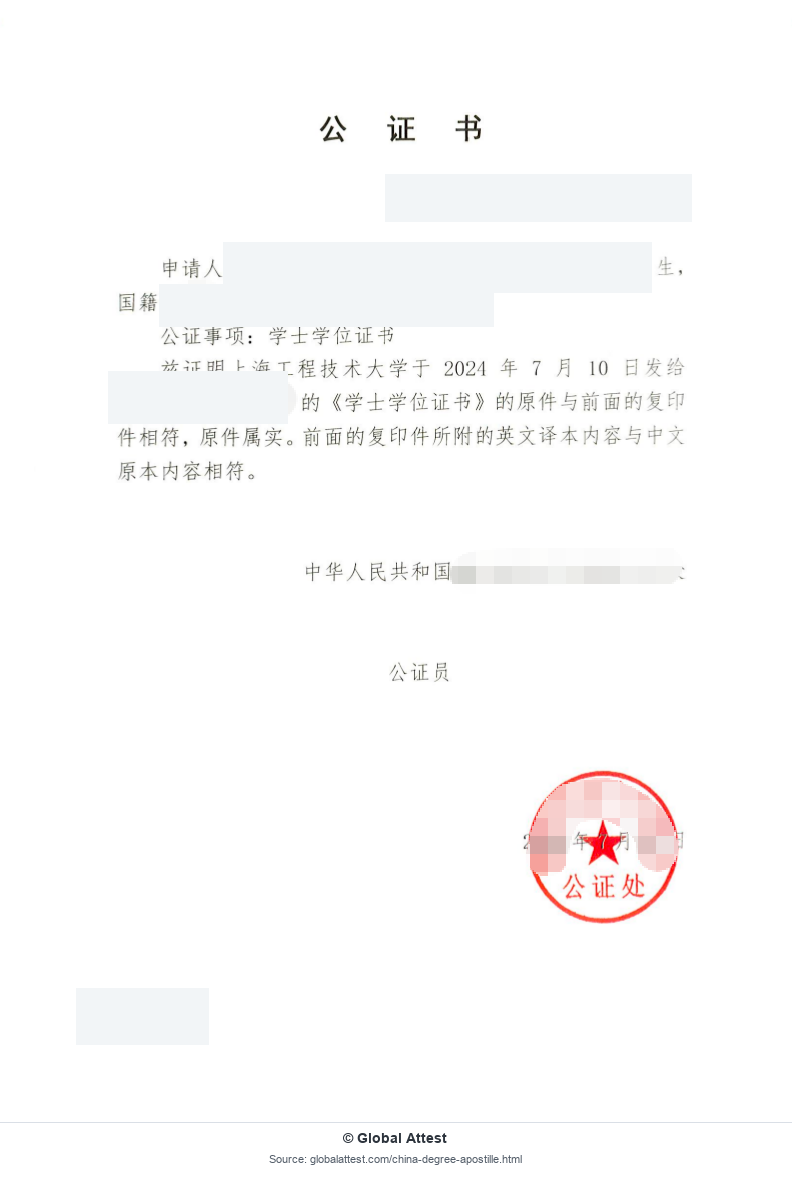 公 证 书
申请人
生，
国籍
公证事项：学士学位证书
兹证明上海工程技术大学于 2024 年 7 月 10 日发给
的《学士学位证书》的原件与前面的复印
件相符，原件属实。前面的复印件所附的英文译本内容与中文
原本内容相符。
中华人民共和国
公证员
2 年 月 日
公证处
© Global Attest
Source: globalattest.com/china-degree-apostille.html